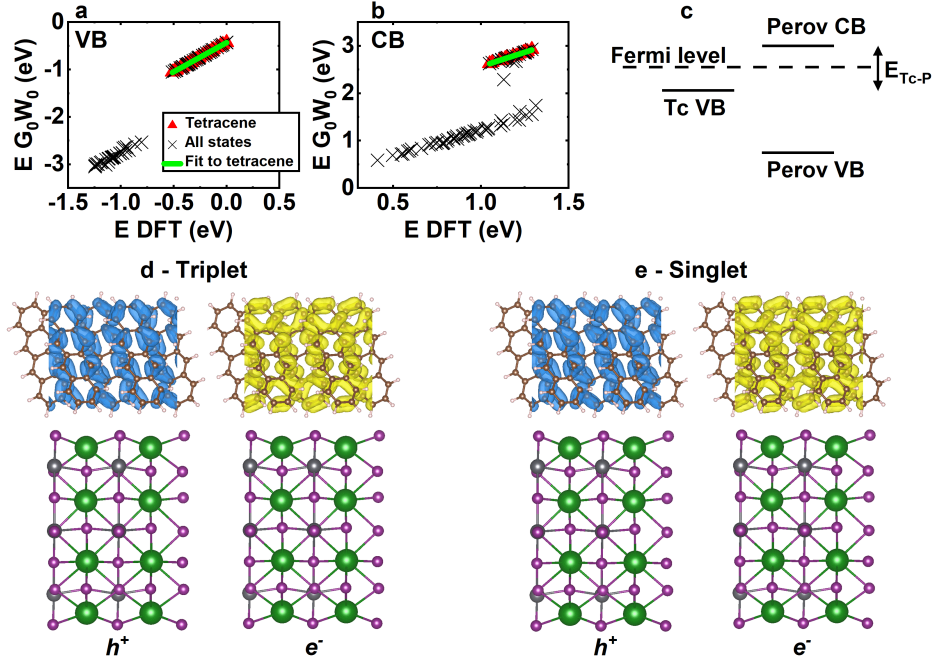 a
VB
E G0W0 (eV)
0
-1
-2
-3
-1.5 -1.0 -0.5 0.0 0.5
E DFT (eV)
Tetracene
All states
Fit to tetracene
b
CB
E G0W0 (eV)
3
2
1
0
0.5 1.0 1.5
E DFT (eV)
c
Perov CB
Fermi level
E Tc-P
Tc VB
Perov VB
d - Triplet
e - Singlet
h+ e- h+ e-